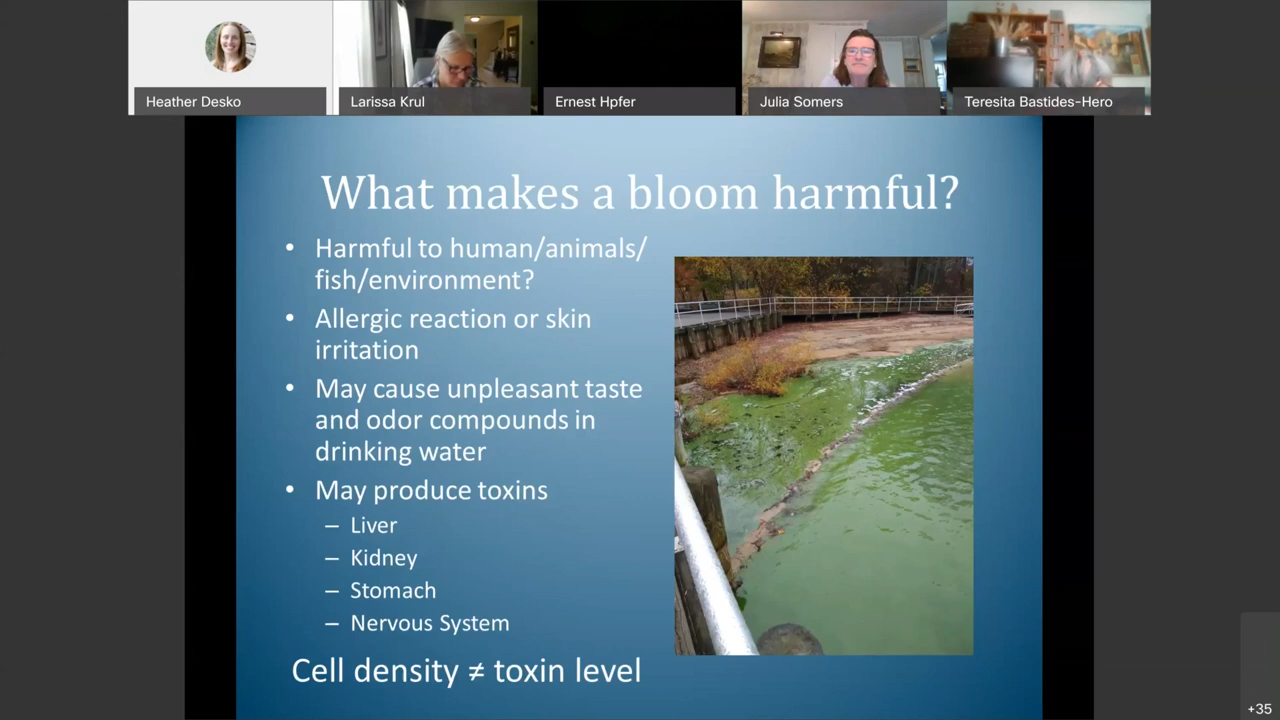 Heather Desko
Larissa Krul
Ernest Hpfer
Julia Somers
Teresita Bastides-Hero
What makes a bloom harmful?
• Harmful to human/animals/
fish/environment?
• Allergic reaction or skin
irritation
• May cause unpleasant taste
and odor compounds in
drinking water
• May produce toxins
– Liver
– Kidney
– Stomach
– Nervous System
Cell density ≠ toxin level
+35